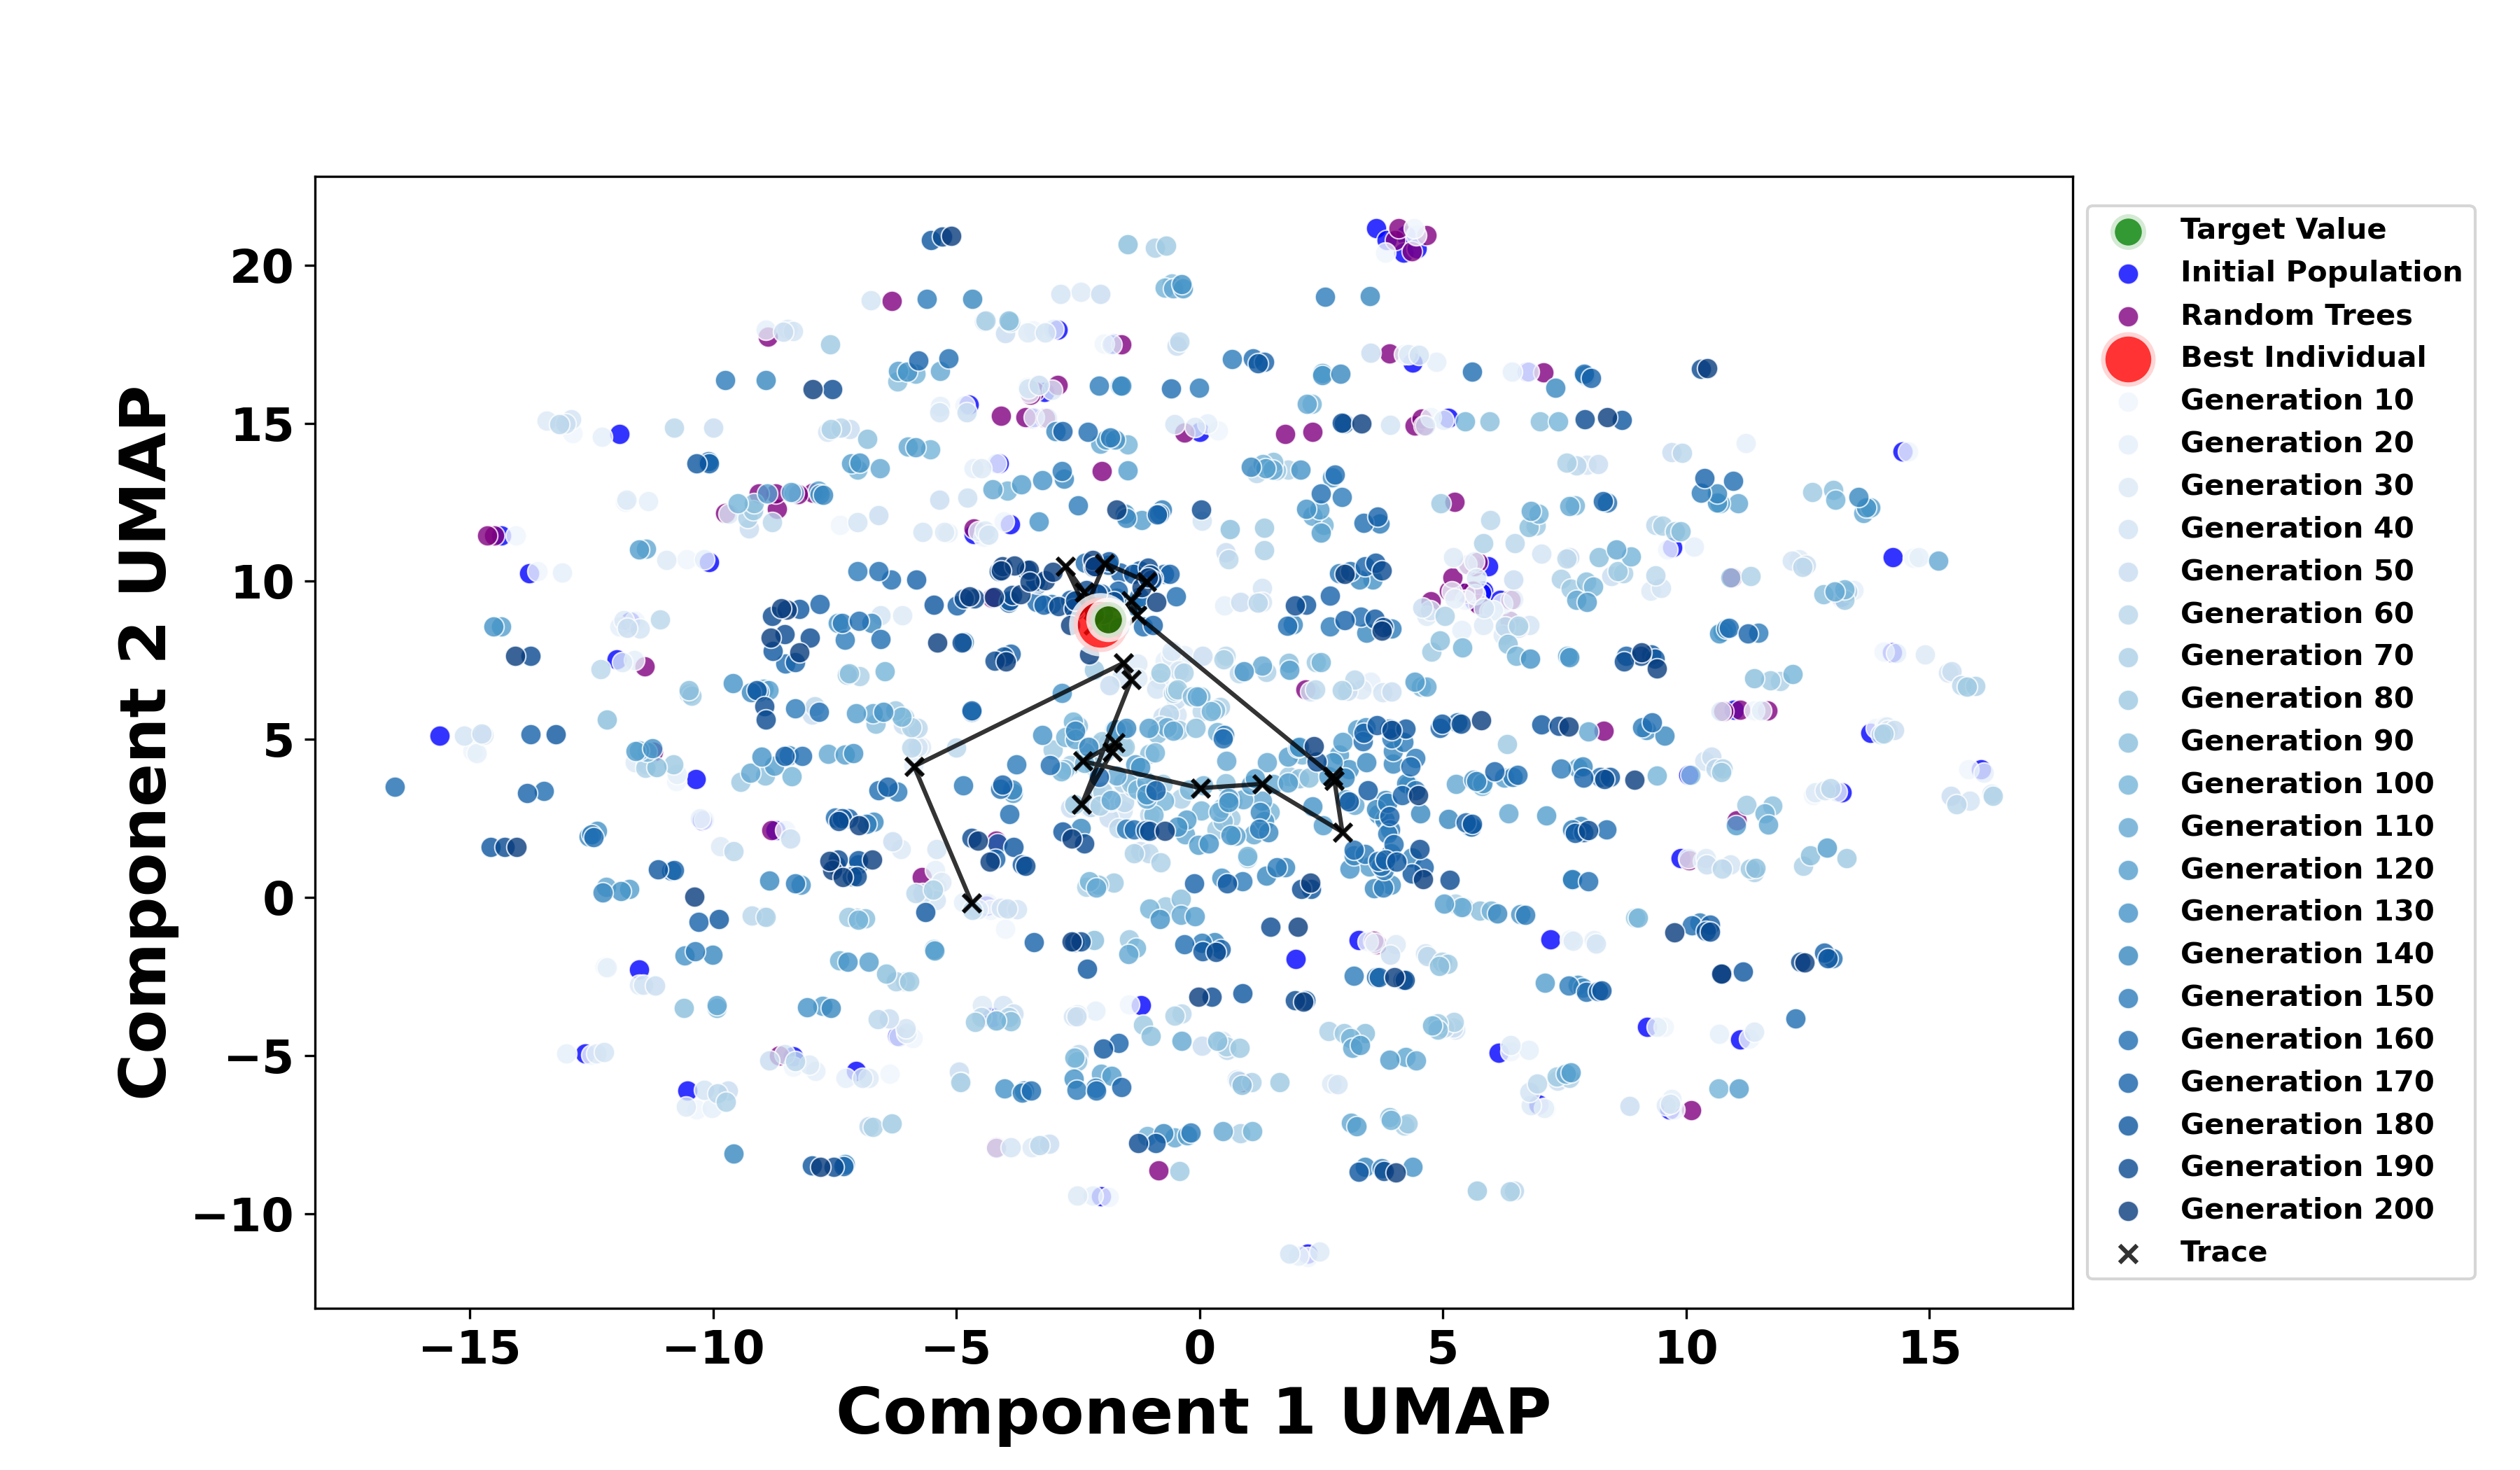 20
15
10
5
0
−5
−10
Component 2 UMAP
−15
−10
−5
0
5
10
15
Component 1 UMAP
Target Value
Initial Population
Random Trees
Best Individual
Generation 10
Generation 20
Generation 30
Generation 40
Generation 50
Generation 60
Generation 70
Generation 80
Generation 90
Generation 100
Generation 110
Generation 120
Generation 130
Generation 140
Generation 150
Generation 160
Generation 170
Generation 180
Generation 190
Generation 200
Trace